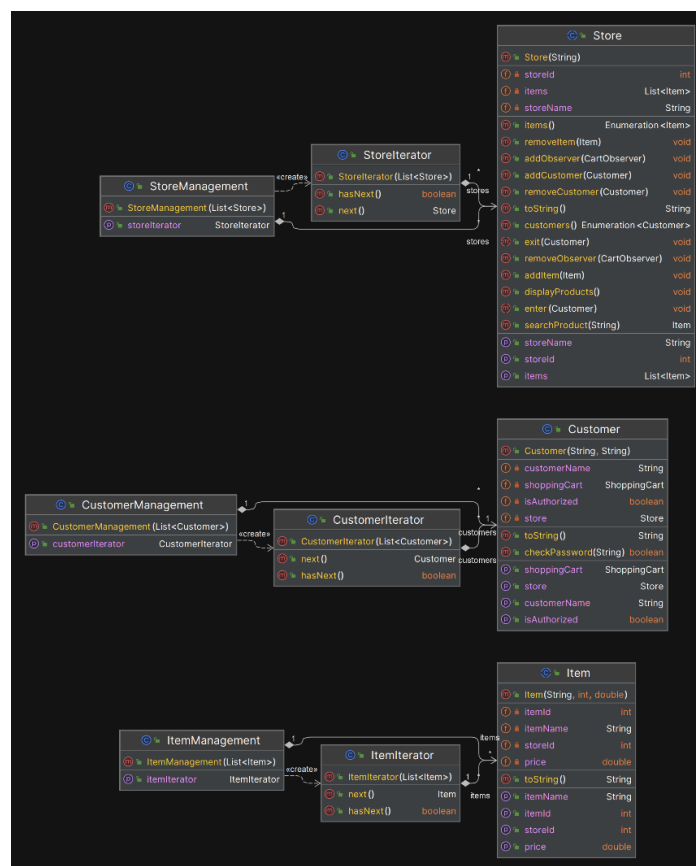 Store
Store(String)
storeId int
items List<Item>
storeName String
items() Enumeration<Item>
removeItem(Item) void
addObserver(CartObserver) void
addCustomer(Customer) void
removeCustomer(Customer) void
toString() String
customers() Enumeration<Customer>
exit(Customer) void
removeObserver(CartObserver) void
addItem(Item) void
displayProducts() void
enter(Customer) void
searchProduct(String) Item
storeName String
storeId int
items List<Item>
StoreIterator
StoreIterator(List<Store>)
hasNext() boolean
next() Store
«create»
1
*
stores
StoreManagement
StoreManagement(List<Store>)
storeIterator StoreIterator
1
*
stores
Customer
Customer(String, String)
customerName String
shoppingCart ShoppingCart
isAuthorized boolean
store Store
toString() String
checkPassword(String) boolean
shoppingCart ShoppingCart
store Store
customerName String
isAuthorized boolean
CustomerManagement
CustomerManagement(List<Customer>)
customerIterator CustomerIterator
1
*
customers
«create»
CustomerIterator
CustomerIterator(List<Customer>)
next() Customer
hasNext() boolean
*
1
customers
Item
Item(String, int, double)
itemId int
itemName String
storeId int
price double
toString() String
itemName String
itemId int
storeId int
price double
ItemManagement
ItemManagement(List<Item>)
itemIterator ItemIterator
1
items
*
«create»
ItemIterator
ItemIterator(List<Item>)
next() Item
hasNext() boolean
1
*
items